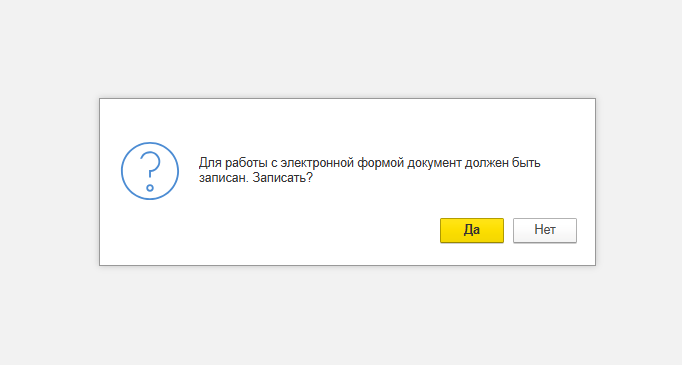 Для работы с электронной формой документ должен быть
записан. Записать?
Да Нет